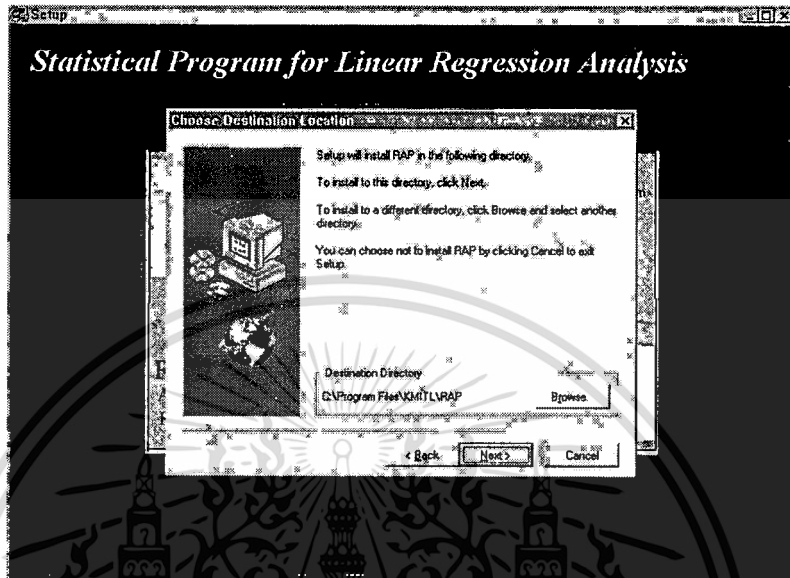 Setup
Statistical Program for Linear Regression Analysis
Choose Destination Location
Setup will install RAP in the following directory.
To install to this directory, click Next.
To install to a different directory, click Browse and select another
directory.
You can choose not to install RAP by clicking Cancel to exit
Setup.
Destination Directory
C:\Program Files\KMITL\RAP
Browse
< Back
Next >
Cancel